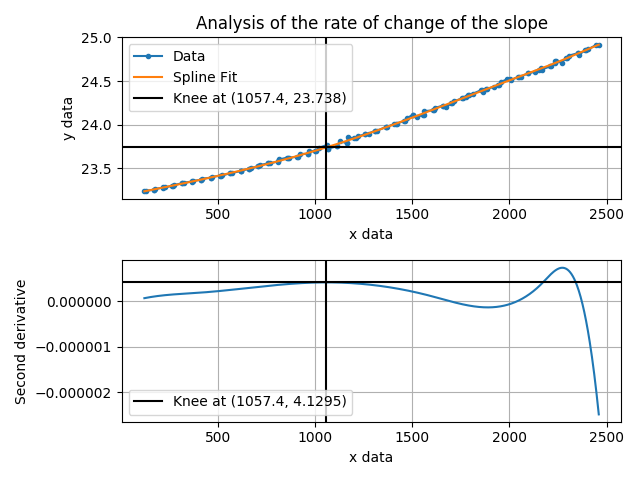 Analysis of the rate of change of the slope
25.0
24.5
24.0
23.5
y data
Data
Spline Fit
Knee at (1057.4, 23.738)
500
1000
1500
2000
2500
x data
0.000000
−0.000001
−0.000002
Second derivative
Knee at (1057.4, 4.1295)
500
1000
1500
2000
2500
x data